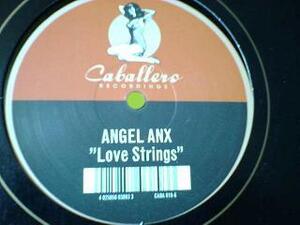 Caballero
RECORDINGS
ANGEL ANX
"Love Strings"